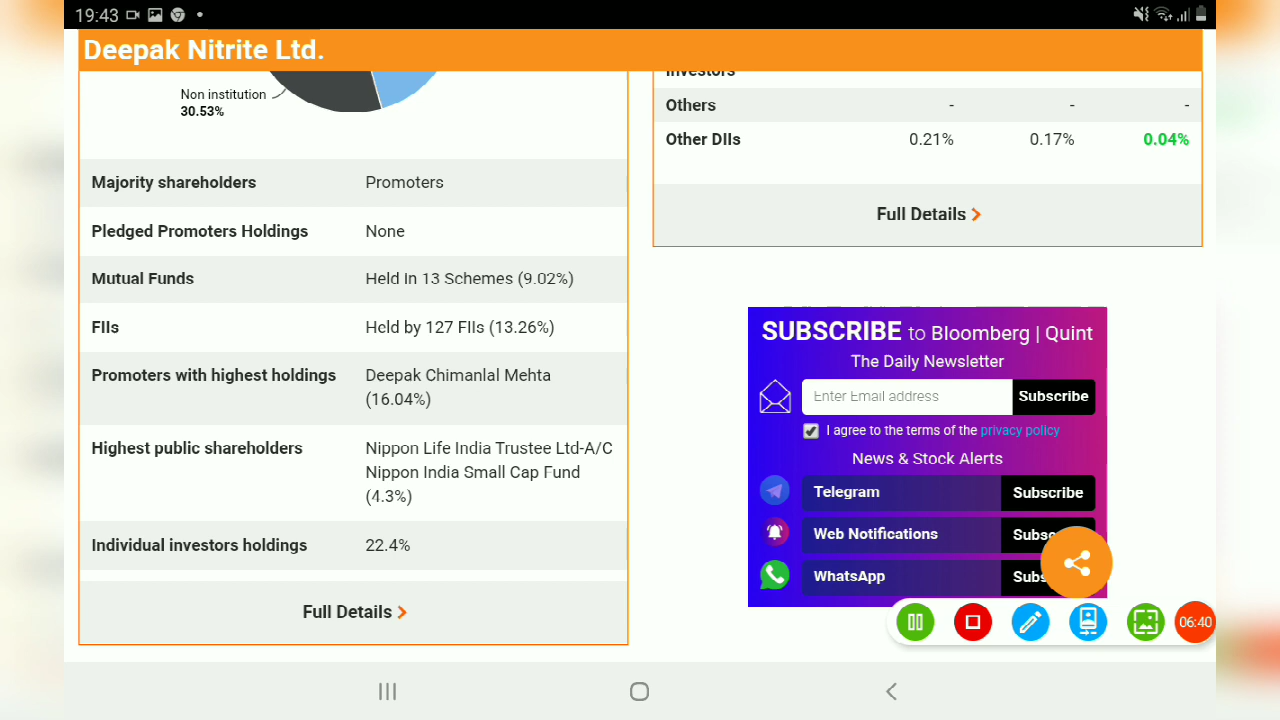 19:43
Deepak Nitrite Ltd.
Non institution
30.53%
Majority shareholders Promoters
Pledged Promoters Holdings None
Mutual Funds Held In 13 Schemes (9.02%)
FIIs Held by 127 FIIs (13.26%)
Promoters with highest holdings Deepak Chimanlal Mehta
(16.04%)
Highest public shareholders Nippon Life India Trustee Ltd-A/C
Nippon India Small Cap Fund
(4.3%)
Individual investors holdings 22.4%
Full Details
Investors
Others - - -
Other DIIs 0.21% 0.17% 0.04%
Full Details
SUBSCRIBE to Bloomberg | Quint
The Daily Newsletter
Enter Email address Subscribe
I agree to the terms of the privacy policy
News & Stock Alerts
Telegram Subscribe
Web Notifications Subsc
WhatsApp Subs
06:40